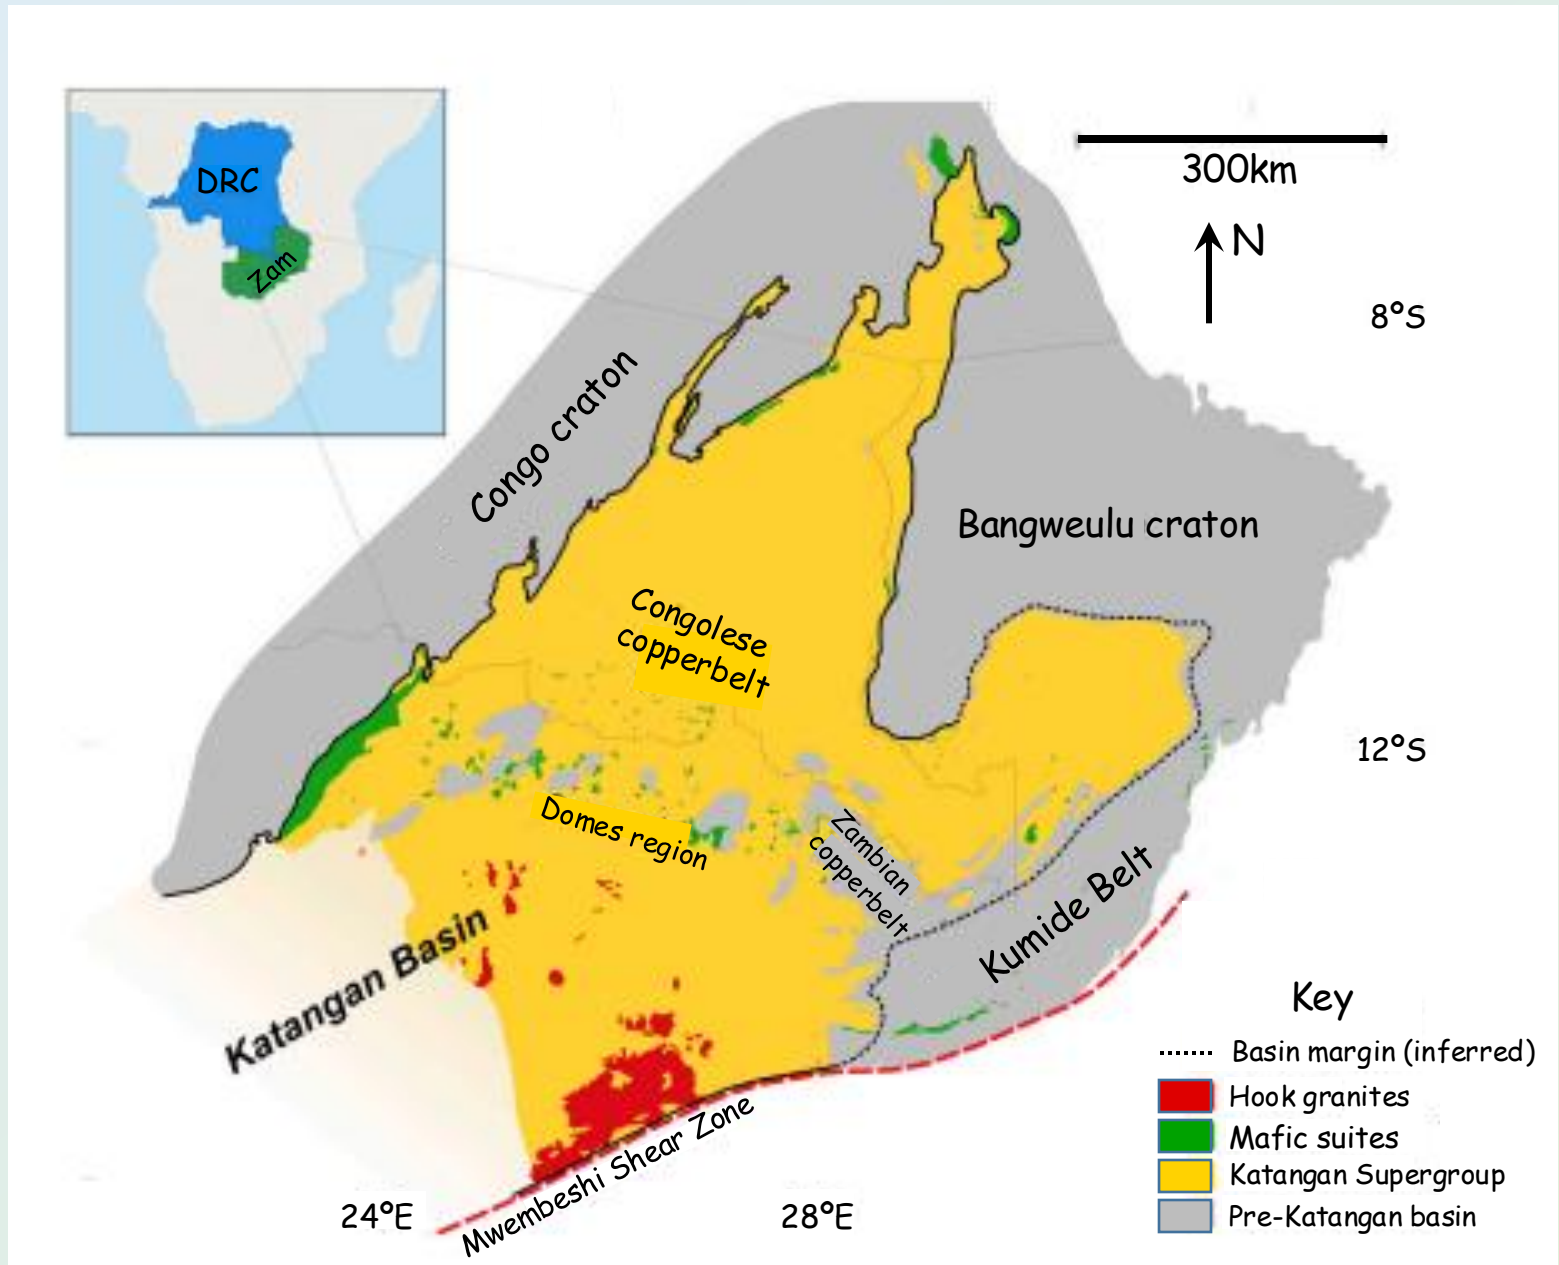 DRC
Zam
300km
N
8°S
Congo craton
Bangweulu craton
Congolese
copperbelt
12°S
Domes region
Zambian
copperbelt
Kumide Belt
Katangan Basin
Mwembeshi Shear Zone
24°E
28°E
Key
Basin margin (inferred)
Hook granites
Mafic suites
Katangan Supergroup
Pre-Katangan basin